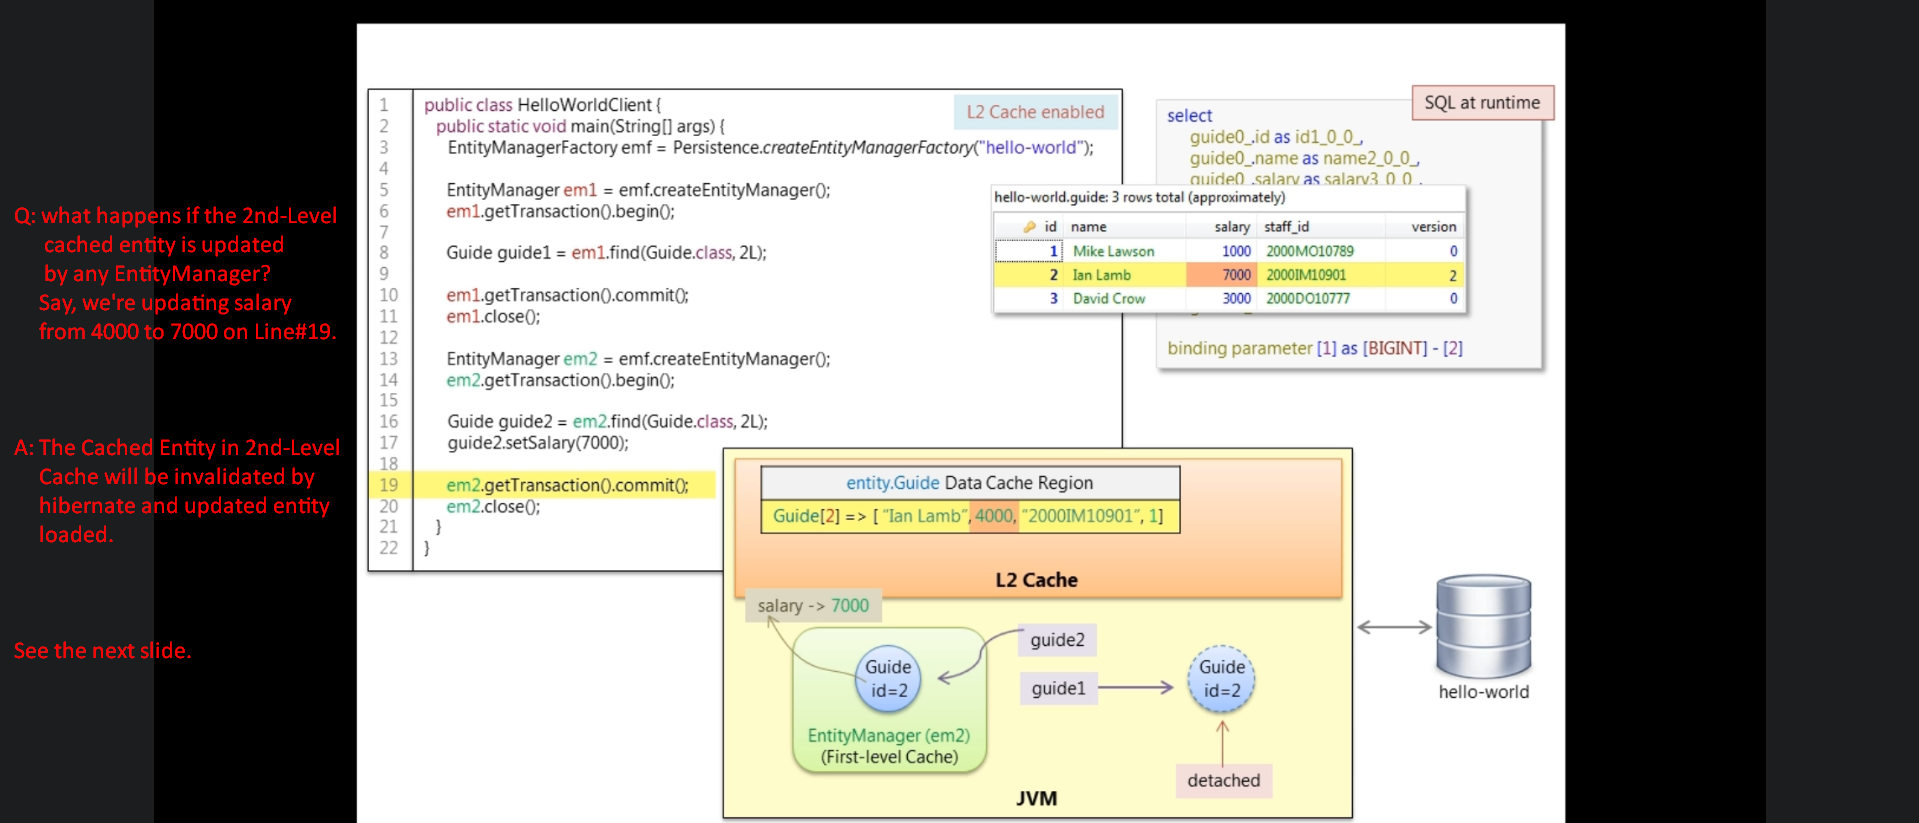 Q: what happens if the 2nd-Level
cached entity is updated
by any EntityManager?
Say, we're updating salary
from 4000 to 7000 on Line#19.
A: The Cached Entity in 2nd-Level
Cache will be invalidated by
hibernate and updated entity
loaded.
See the next slide.
1 public class HelloWorldClient {
2 public static void main(String[] args) {
3 EntityManagerFactory emf = Persistence.createEntityManagerFactory("hello-world");
4
5 EntityManager em1 = emf.createEntityManager();
6 em1.getTransaction().begin();
7
8 Guide guide1 = em1.find(Guide.class, 2L);
9
10 em1.getTransaction().commit();
11 em1.close();
12
13 EntityManager em2 = emf.createEntityManager();
14 em2.getTransaction().begin();
15
16 Guide guide2 = em2.find(Guide.class, 2L);
17 guide2.setSalary(7000);
18
19 em2.getTransaction().commit();
20 em2.close();
21 }
22 }
L2 Cache enabled
SQL at runtime
select
guide0_.id as id1_0_0_,
guide0_.name as name2_0_0_,
guide0_.salary as salary3_0_0_,
hello-world.guide: 3 rows total (approximately)
id name salary staff_id version
1 Mike Lawson 1000 2000MO10789 0
2 Ian Lamb 7000 2000IM10901 2
3 David Crow 3000 2000DO10777 0
binding parameter [1] as [BIGINT] - [2]
entity.Guide Data Cache Region
Guide[2] => [ "Ian Lamb", 4000, "2000IM10901", 1]
L2 Cache
salary -> 7000
Guide
id=2
EntityManager (em2)
(First-level Cache)
guide2
guide1
Guide
id=2
detached
JVM
hello-world